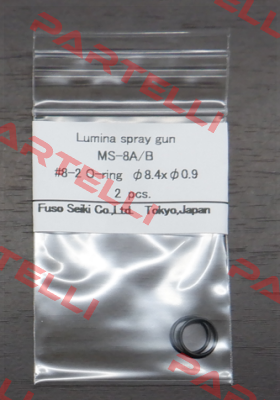 PARTELLI
Lumina spray gun
MS-8A/B
#8-2 O-ring φ8.4xφ0.9
2 pcs.
Fuso Seiki Co.,Ltd. Tokyo,Japan
PARTELLI